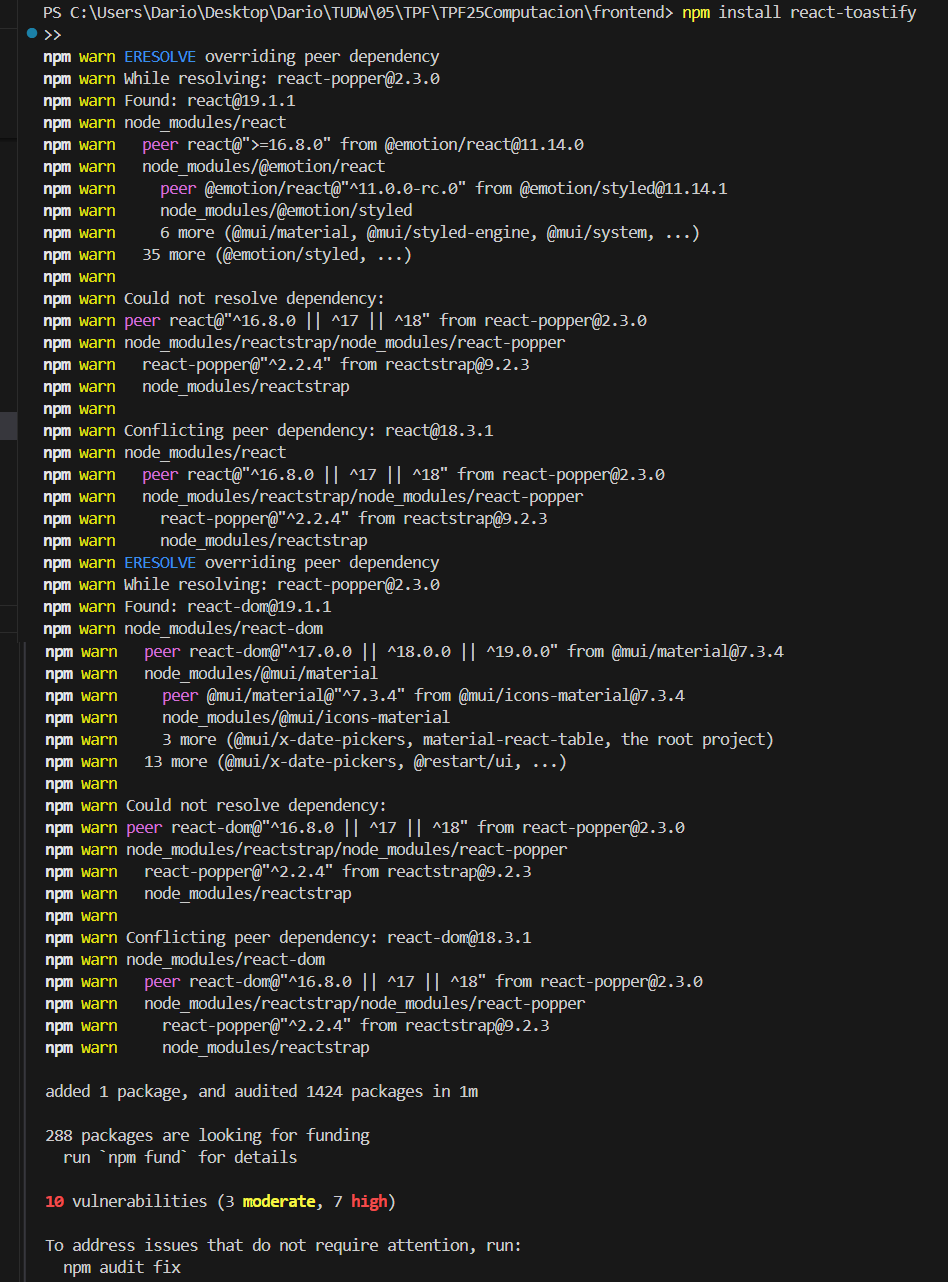 PS C:\Users\Dario\Desktop\Dario\TUDW\05\TPF\TPF25Computacion\frontend> npm install react-toastify
>>
npm warn ERESOLVE overriding peer dependency
npm warn While resolving: react-popper@2.3.0
npm warn Found: react@19.1.1
npm warn node_modules/react
npm warn   peer react@">=16.8.0" from @emotion/react@11.14.0
npm warn   node_modules/@emotion/react
npm warn     peer @emotion/react@"^11.0.0-rc.0" from @emotion/styled@11.14.1
npm warn     node_modules/@emotion/styled
npm warn     6 more (@mui/material, @mui/styled-engine, @mui/system, ...)
npm warn   35 more (@emotion/styled, ...)
npm warn
npm warn Could not resolve dependency:
npm warn peer react@"^16.8.0 || ^17 || ^18" from react-popper@2.3.0
npm warn node_modules/reactstrap/node_modules/react-popper
npm warn   react-popper@"^2.2.4" from reactstrap@9.2.3
npm warn   node_modules/reactstrap
npm warn
npm warn Conflicting peer dependency: react@18.3.1
npm warn node_modules/react
npm warn   peer react@"^16.8.0 || ^17 || ^18" from react-popper@2.3.0
npm warn   node_modules/reactstrap/node_modules/react-popper
npm warn     react-popper@"^2.2.4" from reactstrap@9.2.3
npm warn     node_modules/reactstrap
npm warn ERESOLVE overriding peer dependency
npm warn While resolving: react-popper@2.3.0
npm warn Found: react-dom@19.1.1
npm warn node_modules/react-dom
npm warn   peer react-dom@"^17.0.0 || ^18.0.0 || ^19.0.0" from @mui/material@7.3.4
npm warn   node_modules/@mui/material
npm warn     peer @mui/material@"^7.3.4" from @mui/icons-material@7.3.4
npm warn     node_modules/@mui/icons-material
npm warn     3 more (@mui/x-date-pickers, material-react-table, the root project)
npm warn   13 more (@mui/x-date-pickers, @restart/ui, ...)
npm warn
npm warn Could not resolve dependency:
npm warn peer react-dom@"^16.8.0 || ^17 || ^18" from react-popper@2.3.0
npm warn node_modules/reactstrap/node_modules/react-popper
npm warn   react-popper@"^2.2.4" from reactstrap@9.2.3
npm warn   node_modules/reactstrap
npm warn
npm warn Conflicting peer dependency: react-dom@18.3.1
npm warn node_modules/react-dom
npm warn   peer react-dom@"^16.8.0 || ^17 || ^18" from react-popper@2.3.0
npm warn   node_modules/reactstrap/node_modules/react-popper
npm warn     react-popper@"^2.2.4" from reactstrap@9.2.3
npm warn     node_modules/reactstrap
added 1 package, and audited 1424 packages in 1m
288 packages are looking for funding
  run `npm fund` for details
10 vulnerabilities (3 moderate, 7 high)
To address issues that do not require attention, run:
  npm audit fix